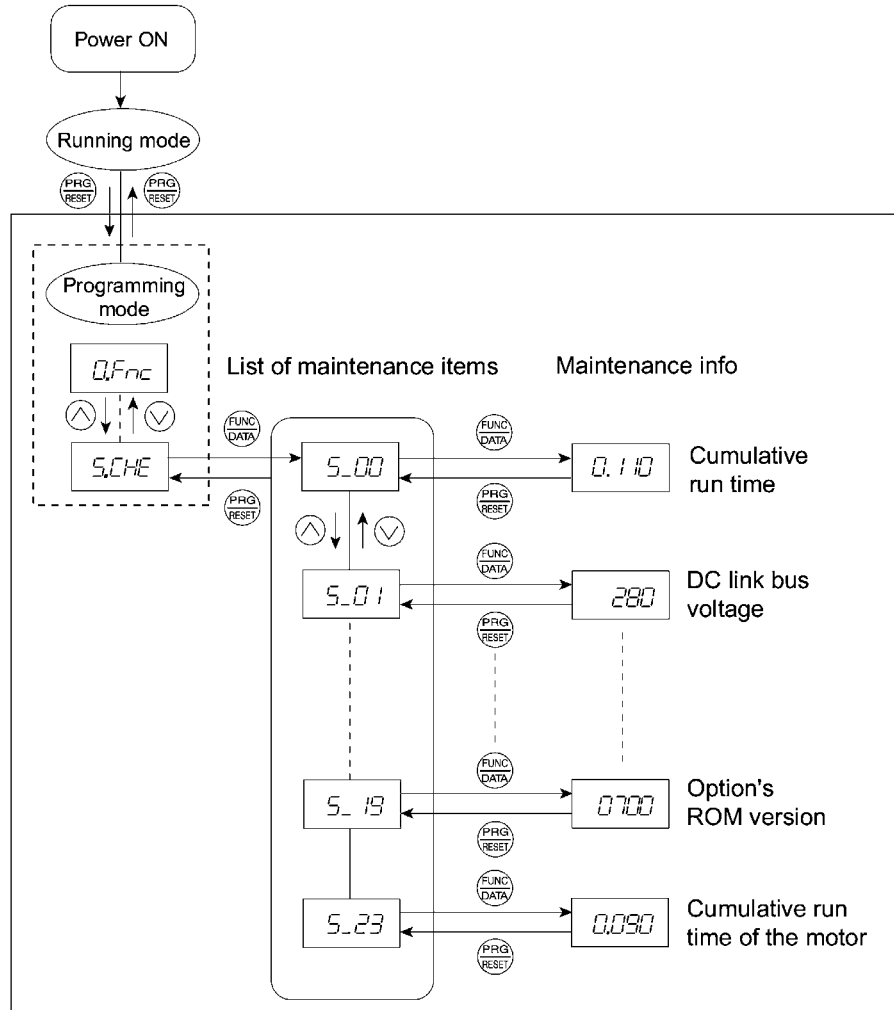 Power ON
Running mode
PRG
RESET
PRG
RESET
Programming
mode
0.Fnc
List of maintenance items
Maintenance info
FUNC
DATA
FUNC
DATA
5.CHE
5_00
0.110
Cumulative
run time
PRG
RESET
PRG
RESET
FUNC
DATA
5_01
280
DC link bus
voltage
PRG
RESET
FUNC
DATA
5_19
0700
Option's
ROM version
PRG
RESET
FUNC
DATA
5_23
0.090
Cumulative run
time of the motor
PRG
RESET